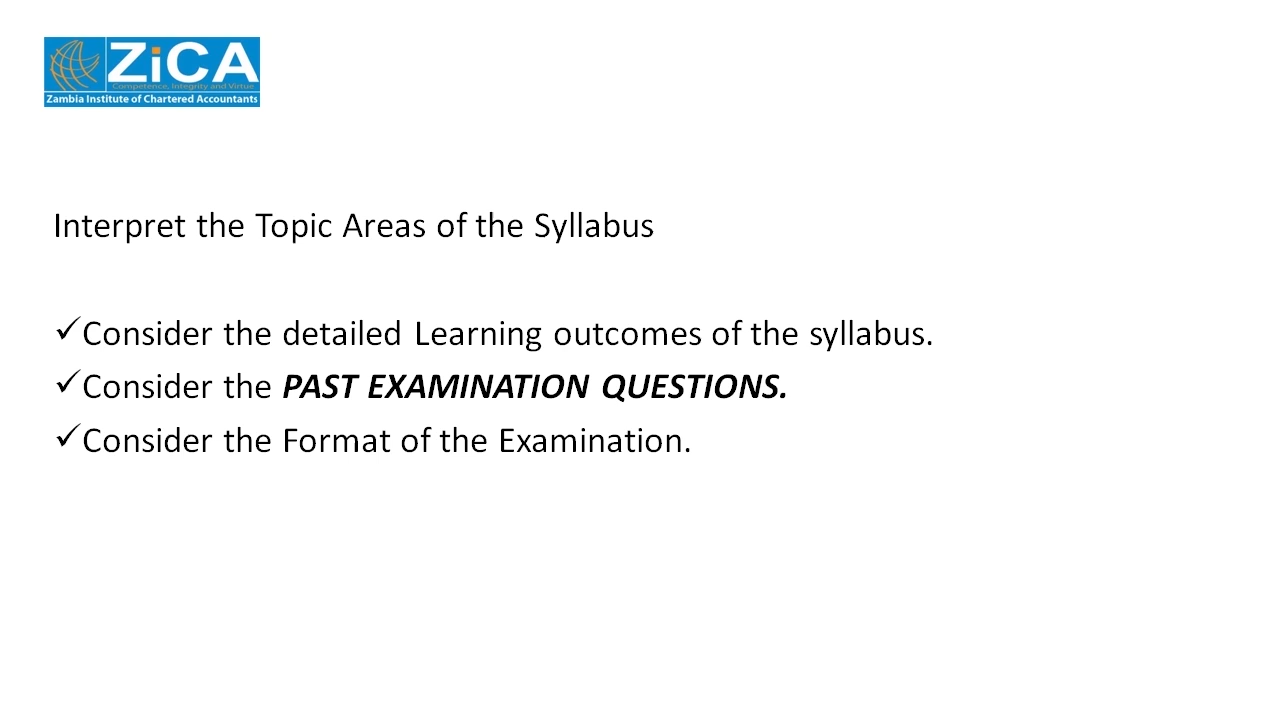 ZiCA
Competence, Integrity and Virtue
Zambia Institute of Chartered Accountants
Interpret the Topic Areas of the Syllabus
✓Consider the detailed Learning outcomes of the syllabus.
✓Consider the PAST EXAMINATION QUESTIONS.
✓Consider the Format of the Examination.